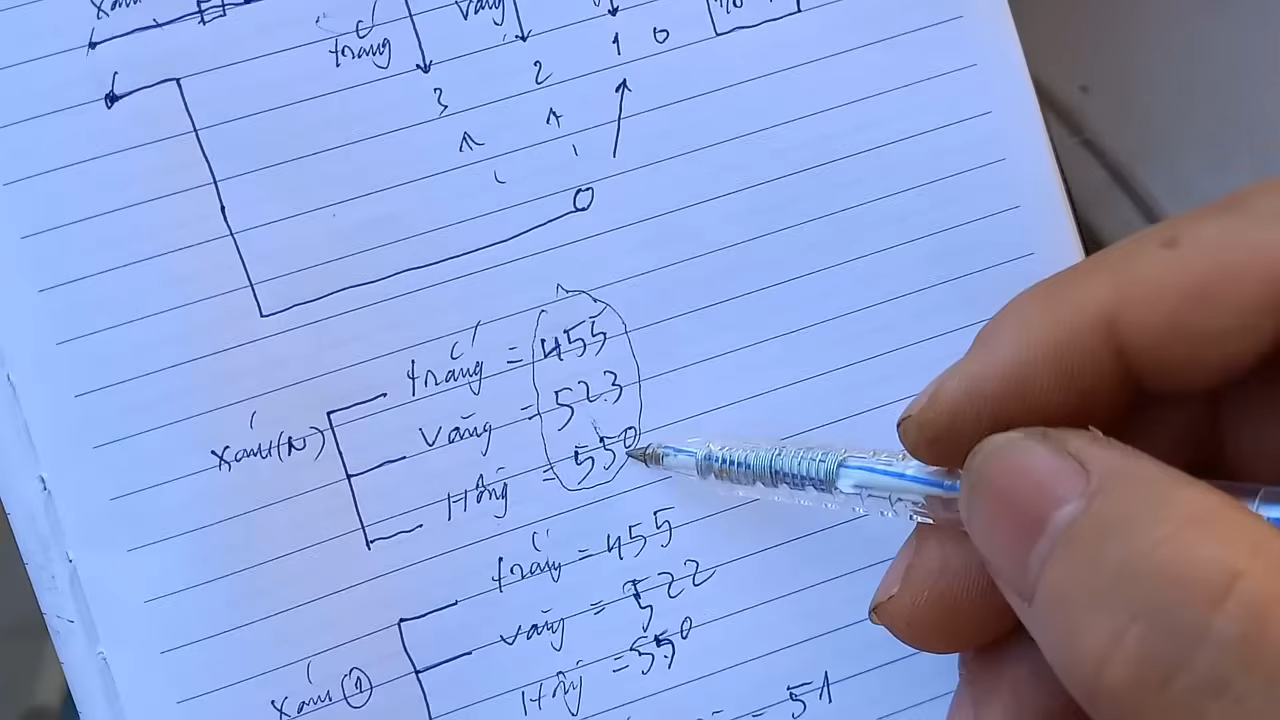 xám
vàng
trắng
1 0
2
3
trắng = 455
vàng = 523
xám(N)
Hồng = 550
trắng = 455
vàng = 522
Hồng = 550
xám 1
= 51